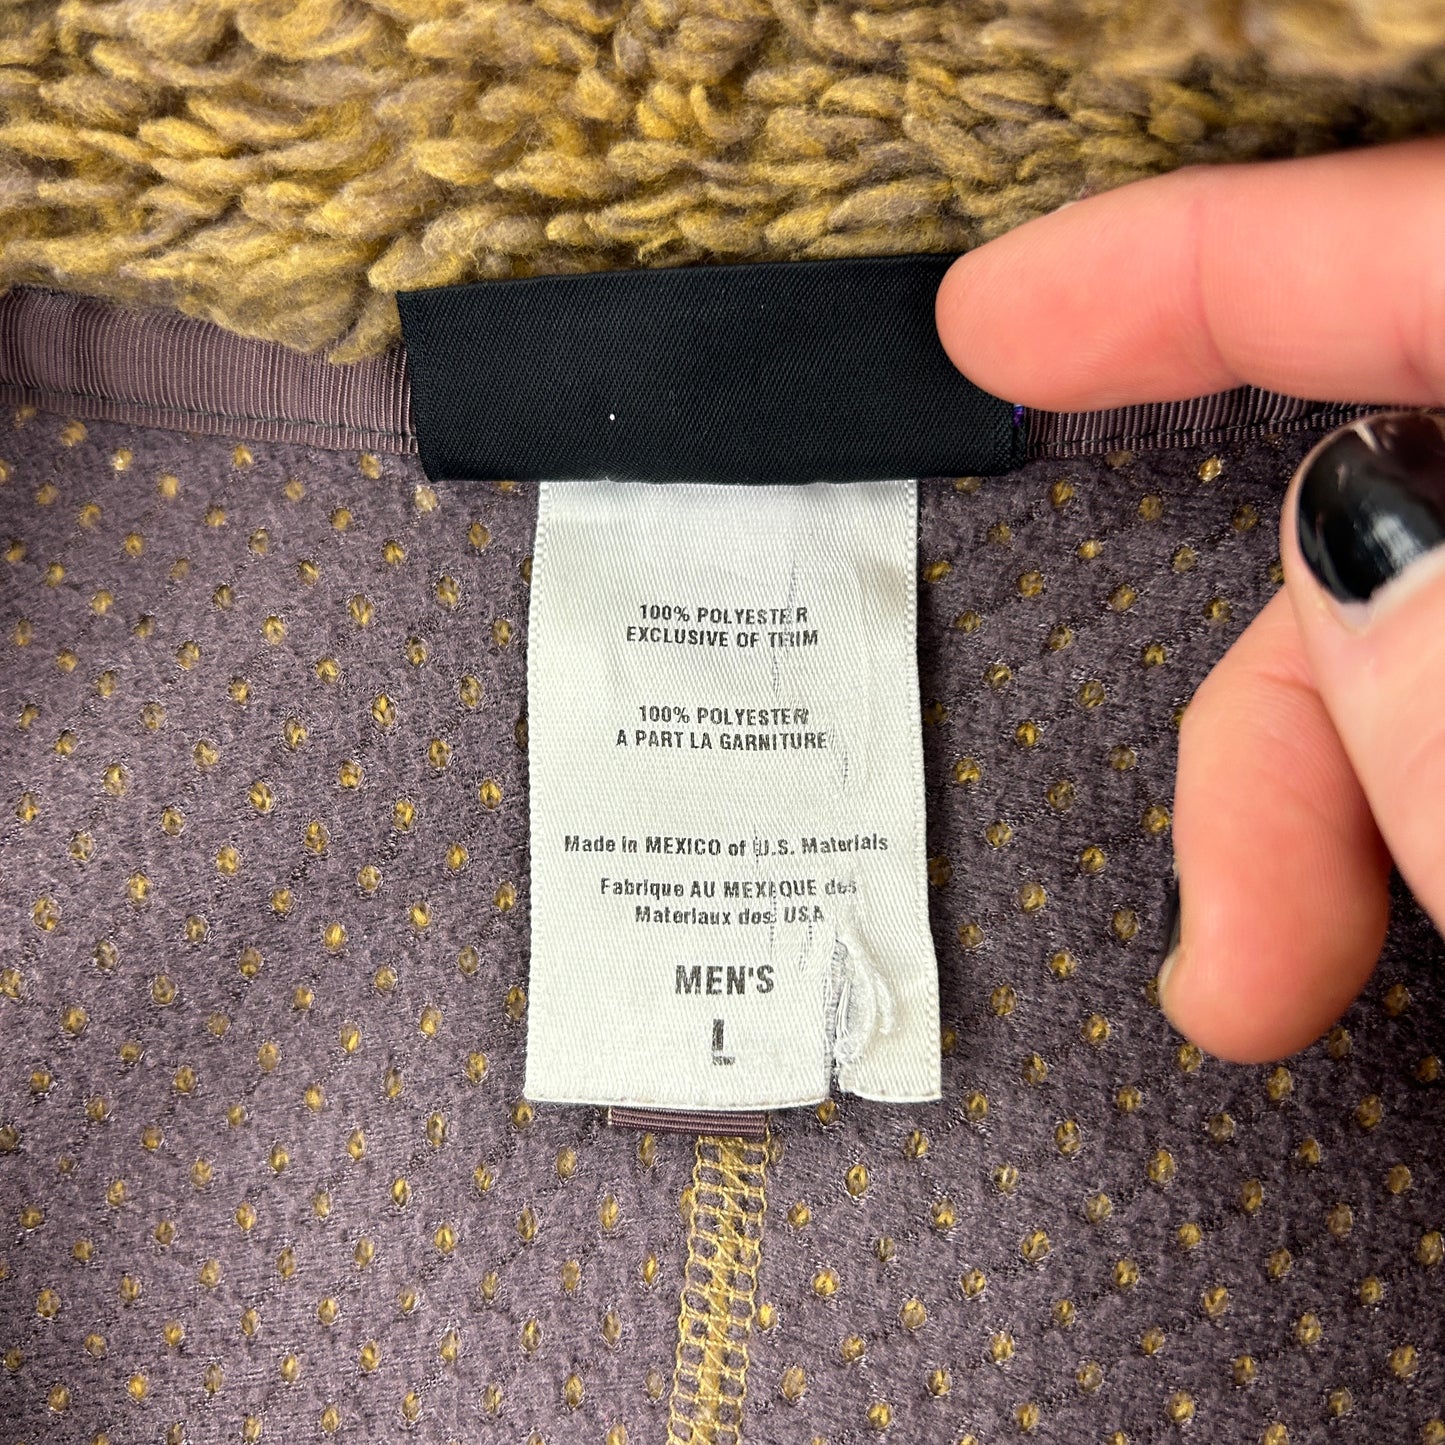 100% POLYESTER
EXCLUSIVE OF TRIM
100% POLYESTER
A PART LA GARNITURE
Made in MEXICO of U.S. Materials
Fabrique AU MEXIQUE des
Materiaux des USA
MEN'S
L